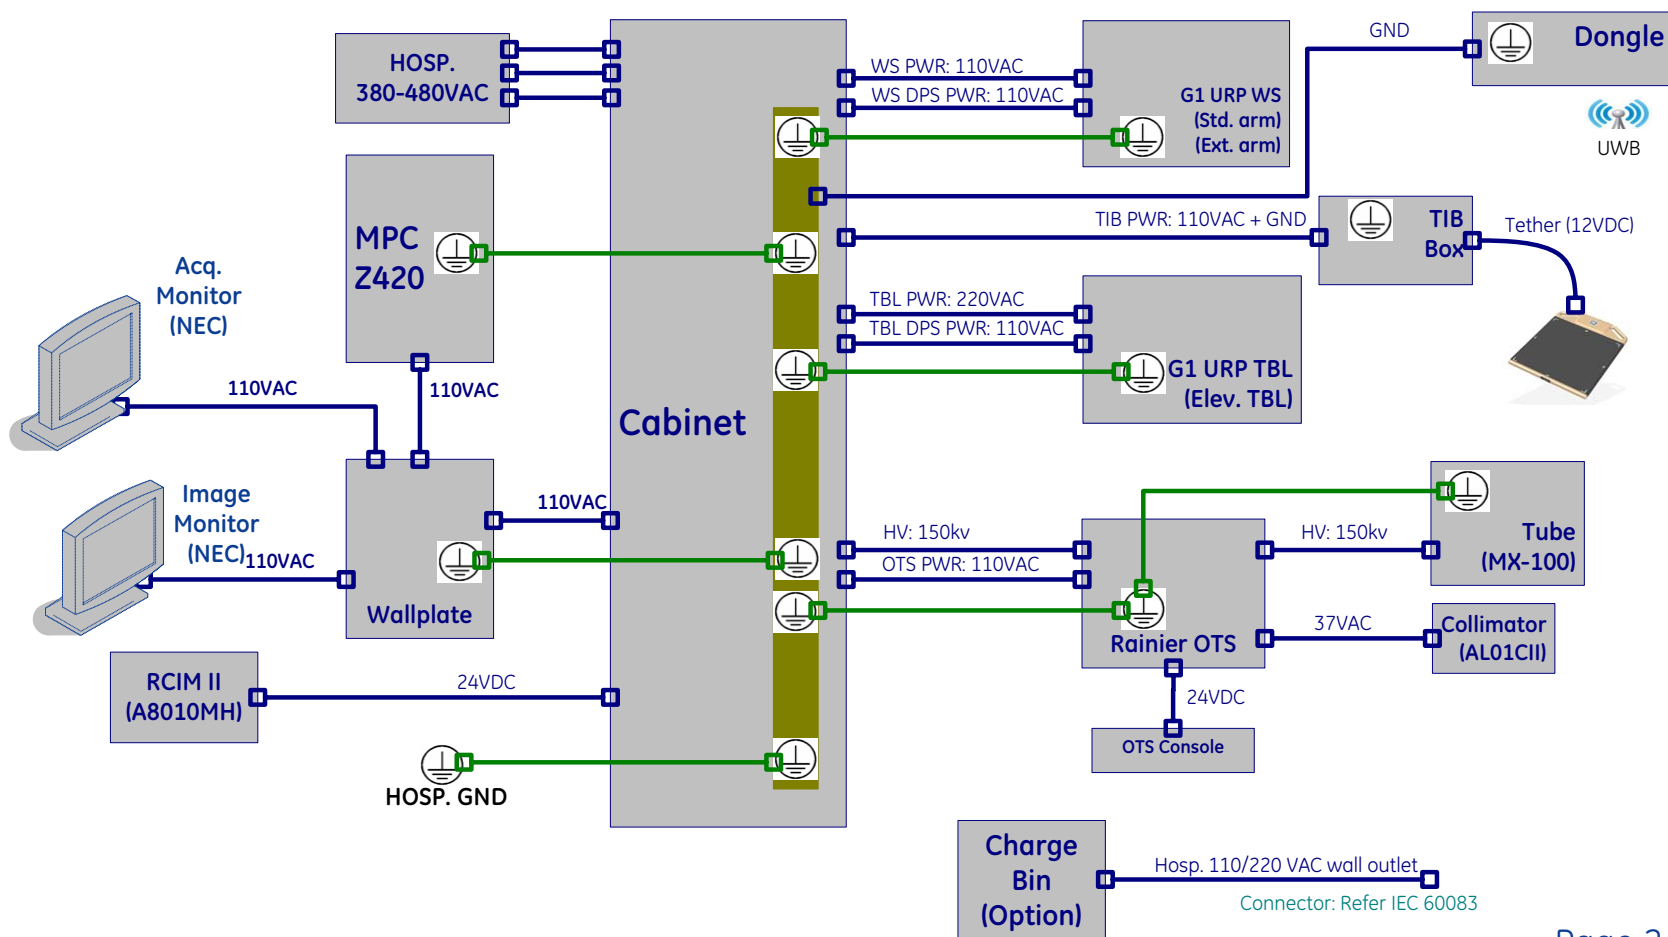 HOSP.
380-480VAC
MPC
Z420
Acq.
Monitor
(NEC)
110VAC
110VAC
Image
Monitor
(NEC)
110VAC
110VAC
Wallplate
RCIM II
(A8010MH)
24VDC
HOSP. GND
Cabinet
WS PWR: 110VAC
WS DPS PWR: 110VAC
G1 URP WS
(Std. arm)
(Ext. arm)
GND
Dongle
UWB
TIB PWR: 110VAC + GND
TIB
Box
Tether (12VDC)
TBL PWR: 220VAC
TBL DPS PWR: 110VAC
G1 URP TBL
(Elev. TBL)
HV: 150kv
OTS PWR: 110VAC
Rainier OTS
HV: 150kv
Tube
(MX-100)
37VAC
Collimator
(AL01CII)
24VDC
OTS Console
Charge
Bin
(Option)
Hosp. 110/220 VAC wall outlet
Connector: Refer IEC 60083